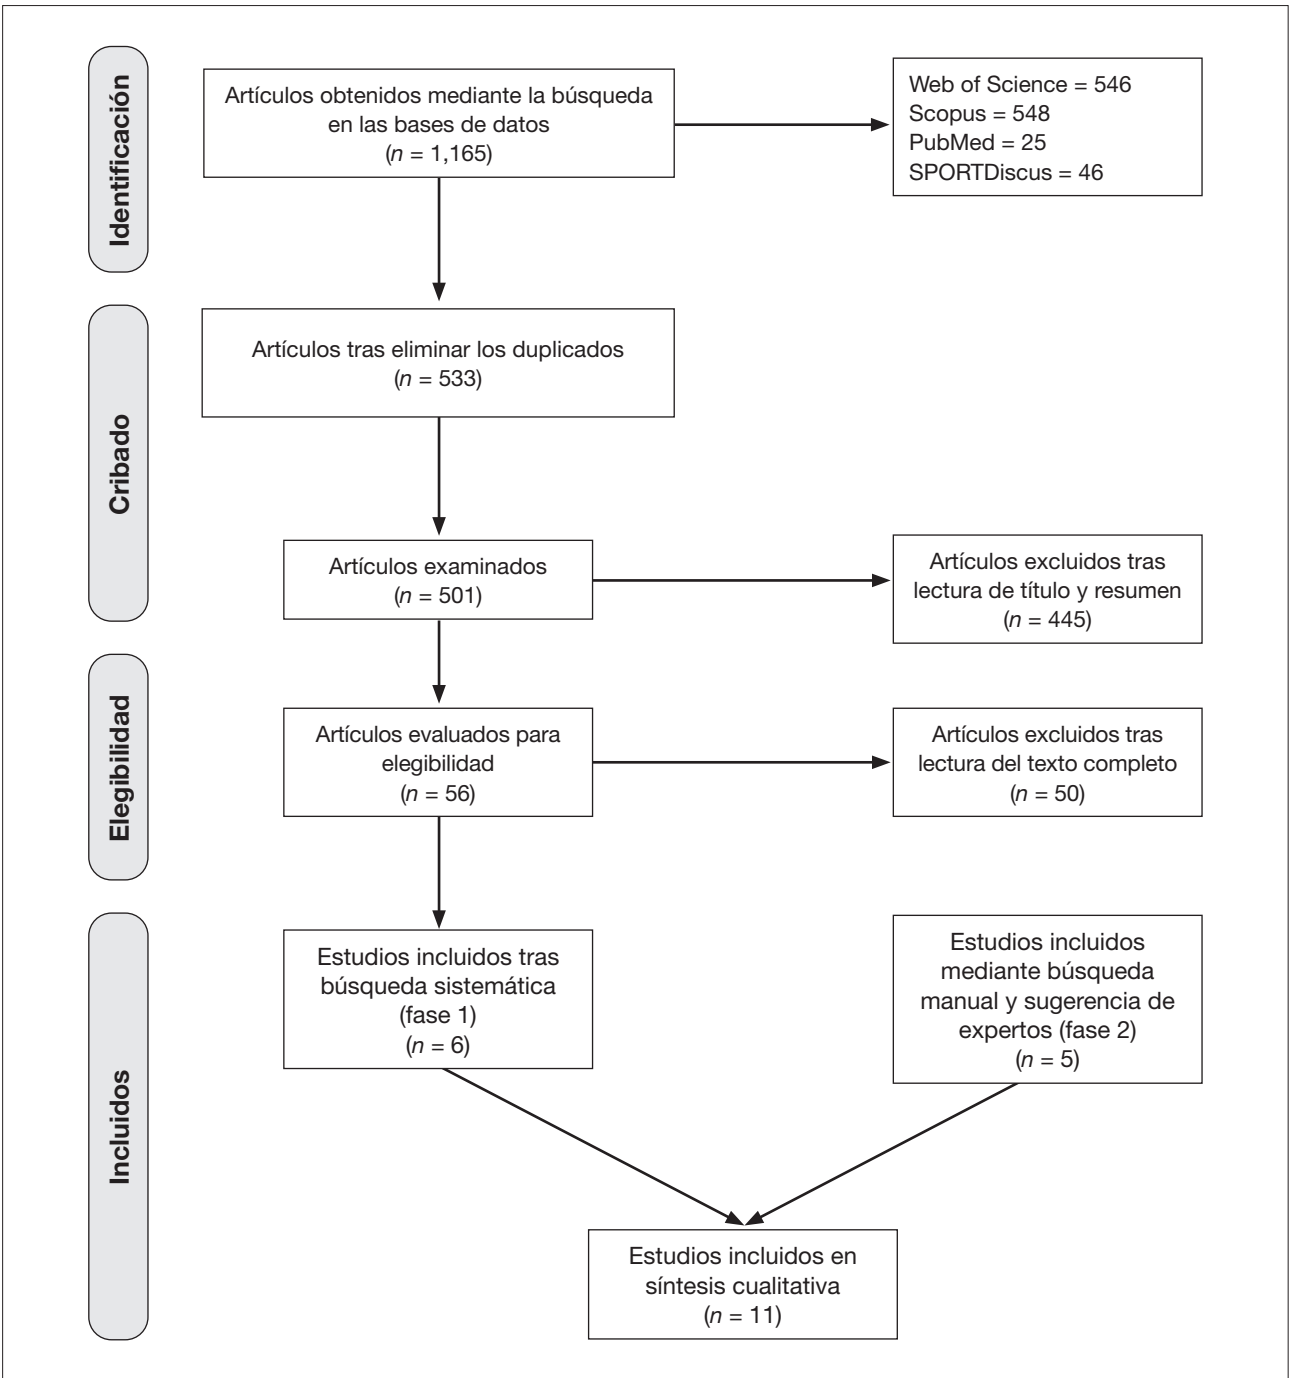 Identificación
Artículos obtenidos mediante la búsqueda
en las bases de datos
(n = 1,165)
Web of Science = 546
Scopus = 548
PubMed = 25
SPORTDiscus = 46
Cribado
Artículos tras eliminar los duplicados
(n = 533)
Artículos examinados
(n = 501)
Artículos excluidos tras
lectura de título y resumen
(n = 445)
Elegibilidad
Artículos evaluados para
elegibilidad
(n = 56)
Artículos excluidos tras
lectura del texto completo
(n = 50)
Incluidos
Estudios incluidos tras
búsqueda sistemática
(fase 1)
(n = 6)
Estudios incluidos
mediante búsqueda
manual y sugerencia de
expertos (fase 2)
(n = 5)
Estudios incluidos en
síntesis cualitativa
(n = 11)